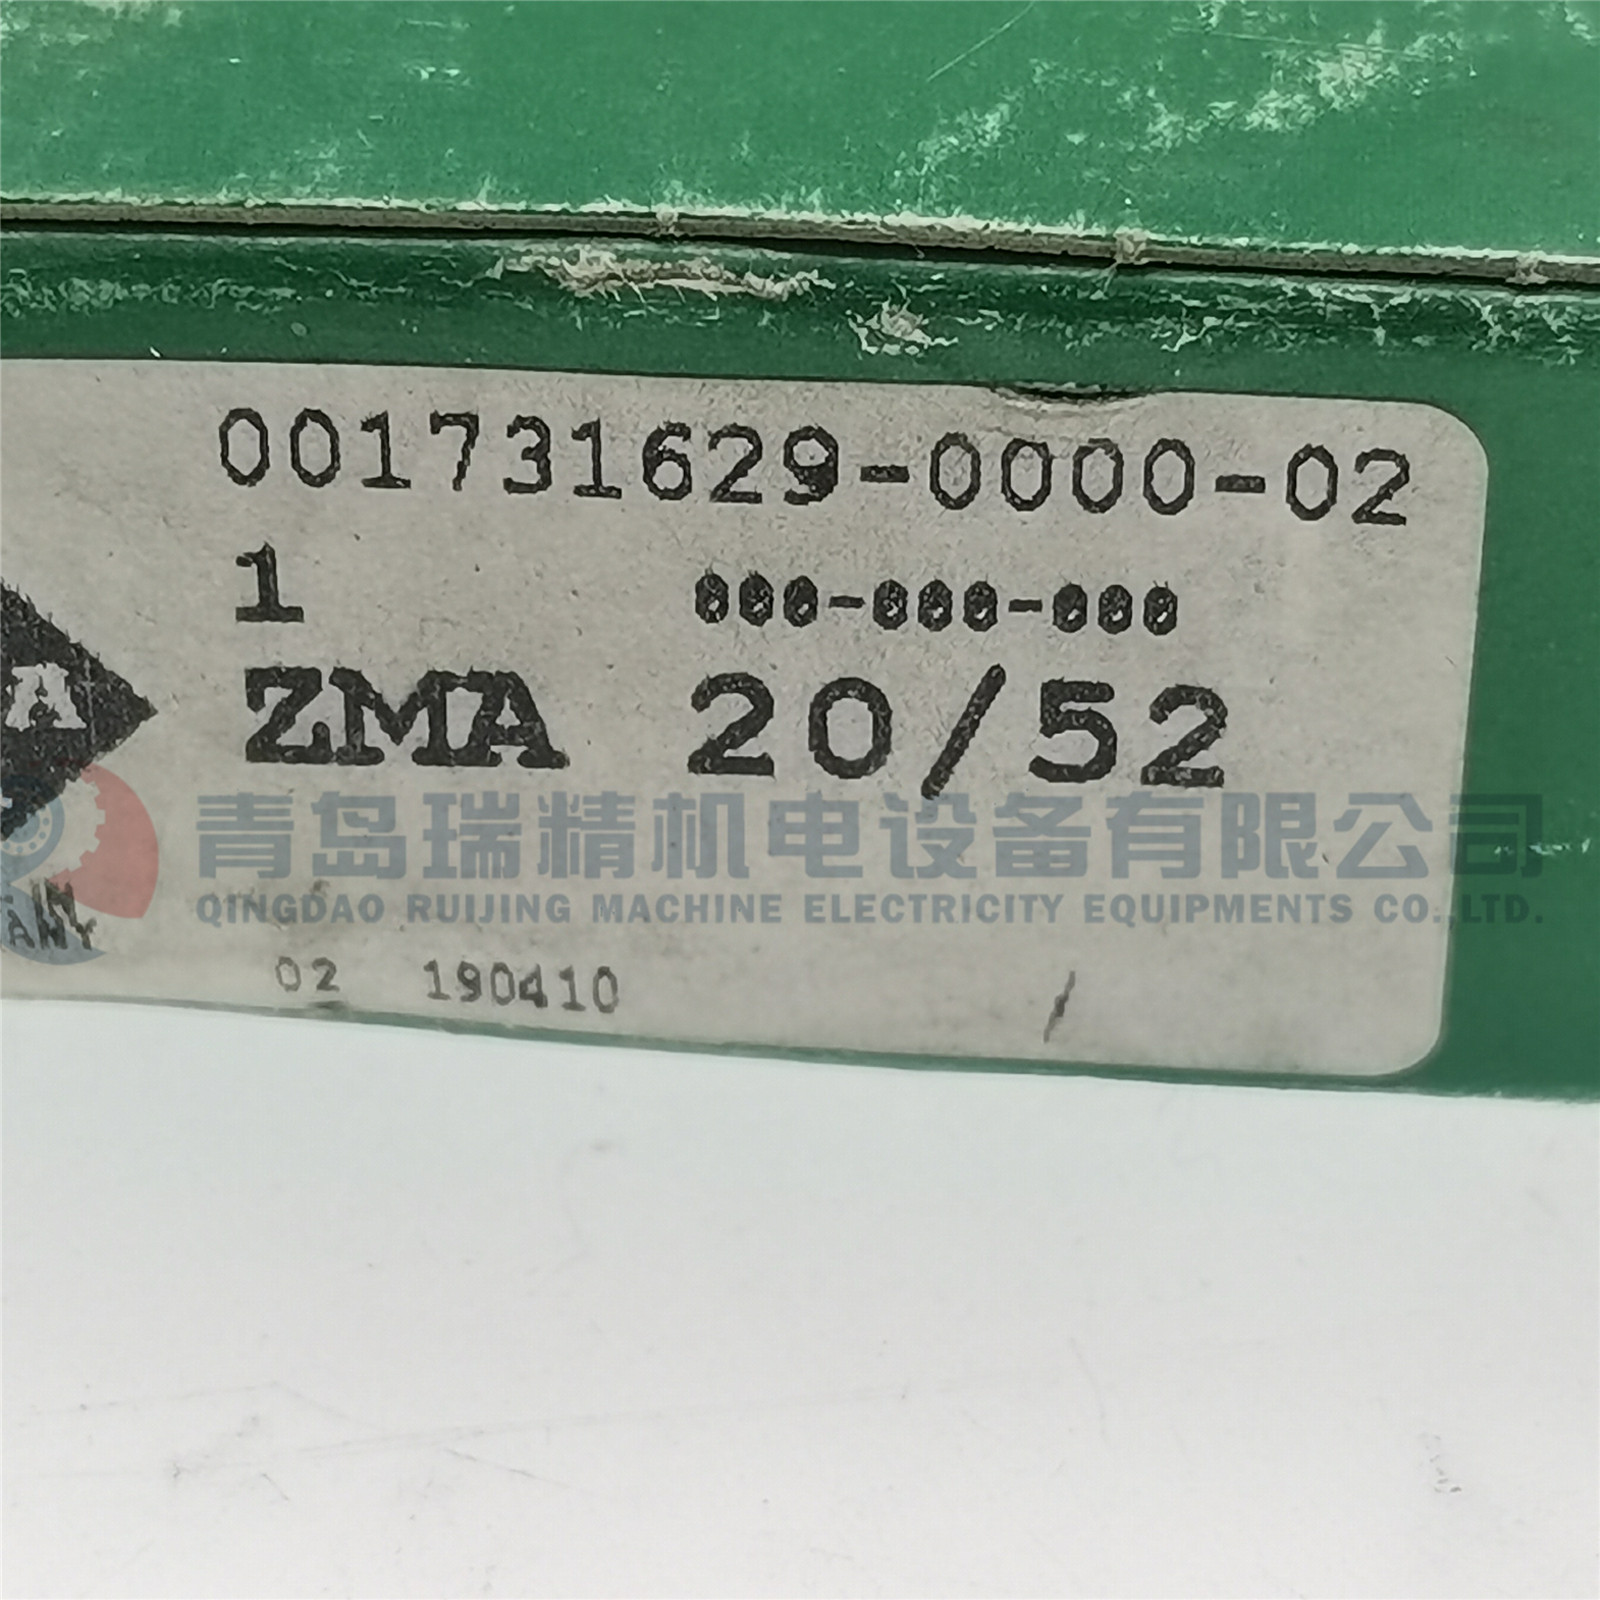 001731629-0000-02
1 000-000-000
A
ZMA 20/52
青岛瑞精机电设备有限公司
QINGDAO RUIJING MACHINE ELECTRICITY EQUIPMENTS CO.,LTD.
ANY
02 190410 /